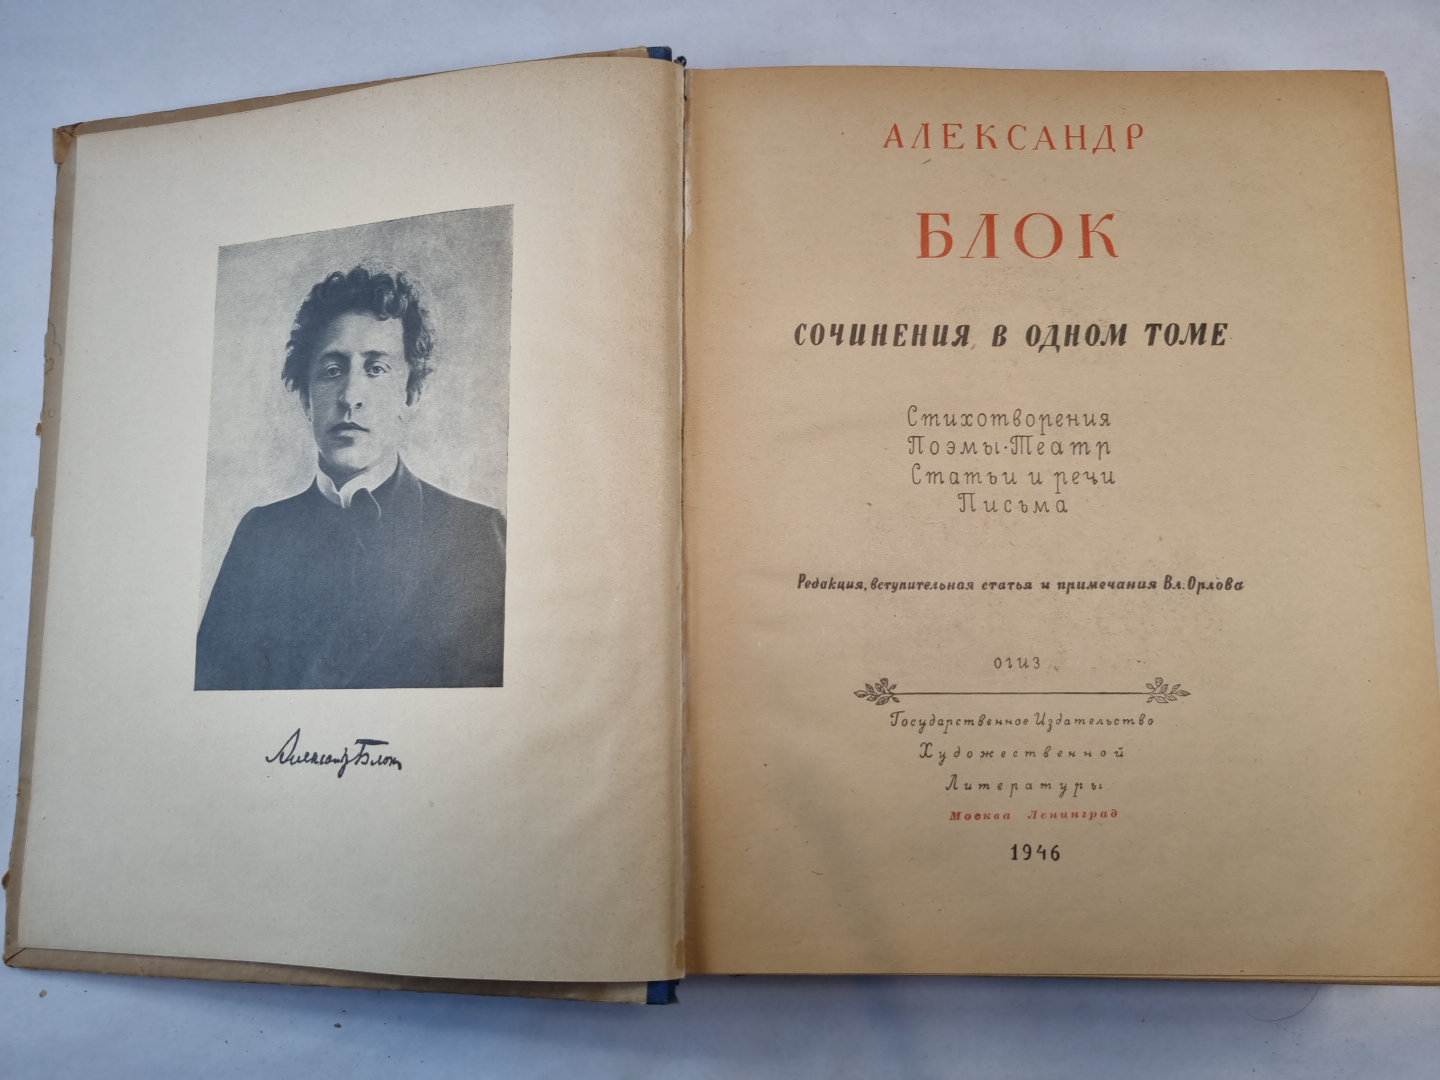 Александр Блок
АЛЕКСАНДР
БЛОК
СОЧИНЕНИЯ В ОДНОМ ТОМЕ
Стихотворения
Поэмы·Театр
Статьи и речи
Письма
Редакция, вступительная статья и примечания Вл. Орлова
ОГИЗ
Государственное Издательство
Художественной
Литературы
Москва Ленинград
1946